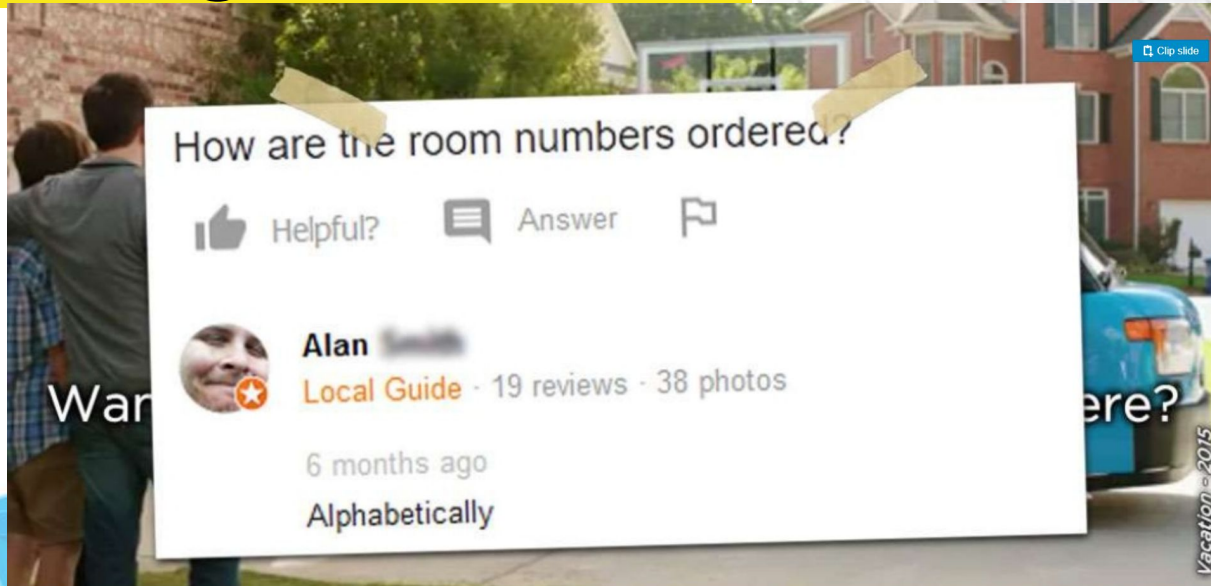 Clip slide
How are the room numbers ordered?
Helpful? Answer
Alan
Local Guide · 19 reviews · 38 photos
War ere?
6 months ago
Alphabetically
Vacation - 2015